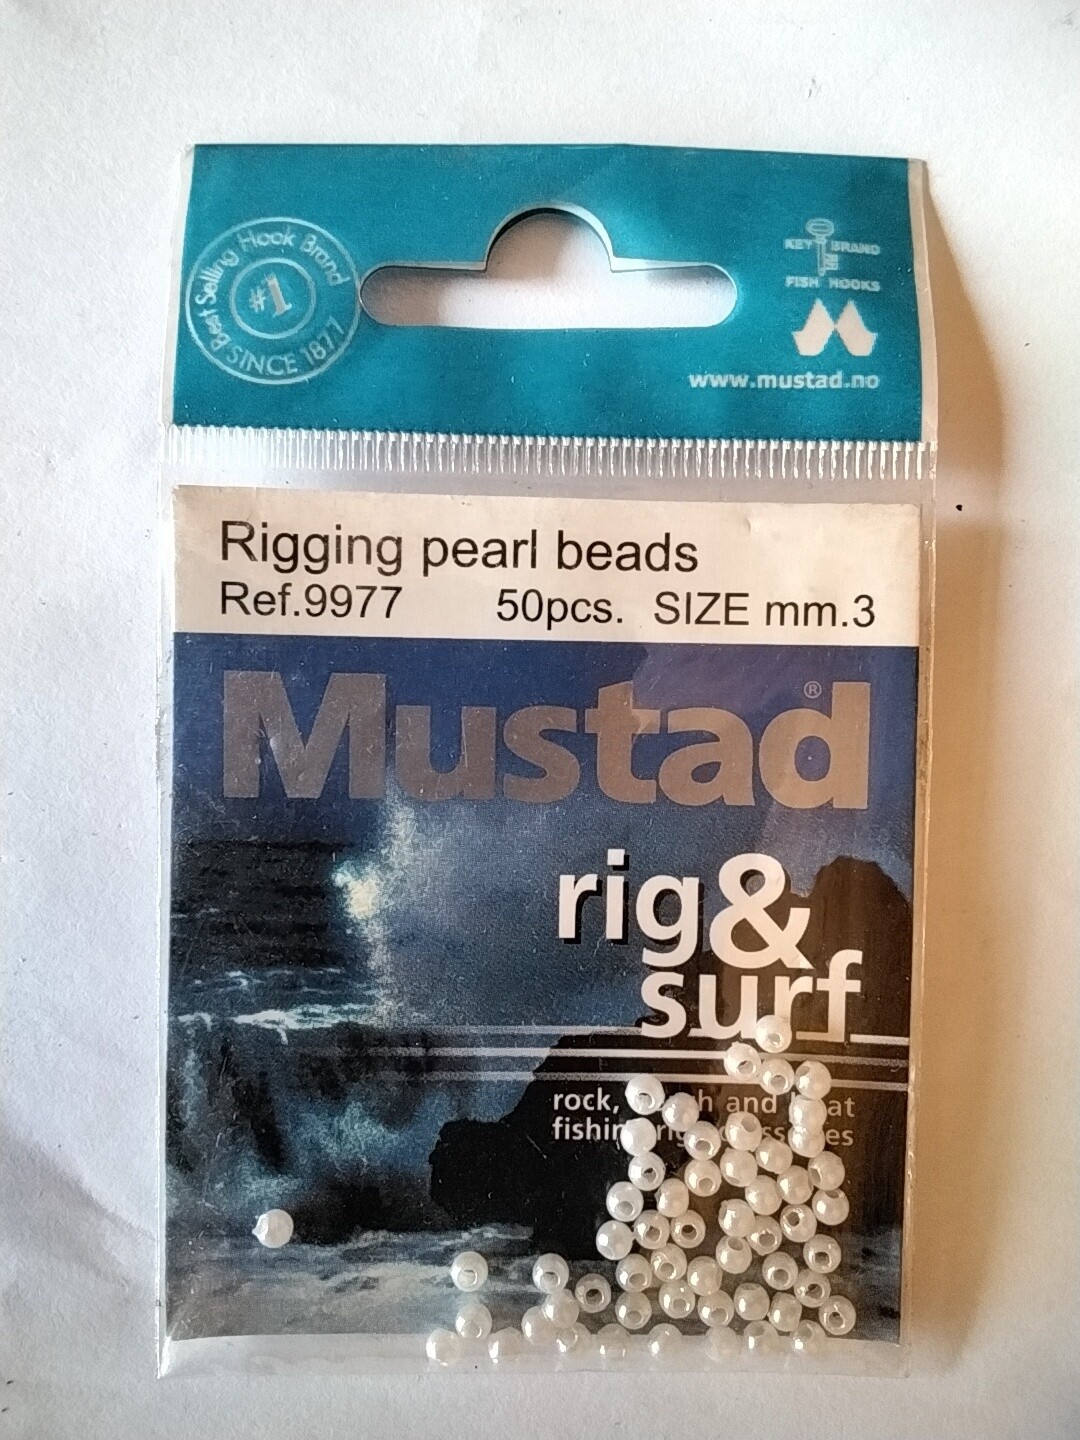 Best Selling Hook Brand
#1
SINCE 1877
KEY BRAND
FISH HOOKS
www.mustad.no
Rigging pearl beads
Ref.9977 50pcs. SIZE mm.3
Mustad®
rig&
surf
rock, and
fishing